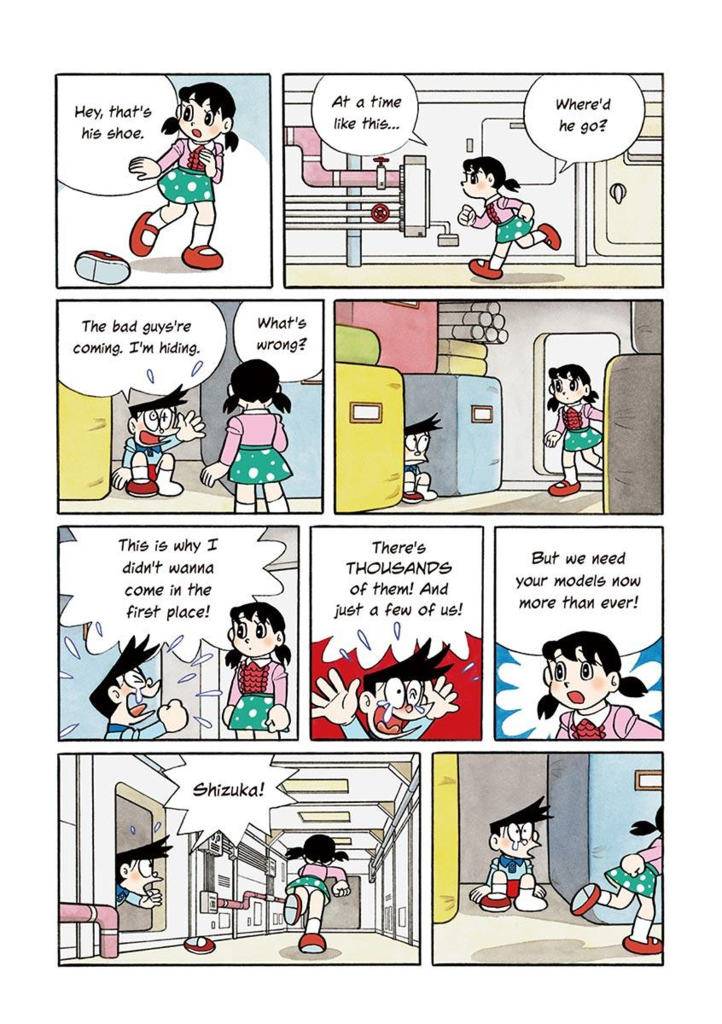 Where'd
he go?
At a time
like this...
Hey, that's
his shoe.
What's
wrong?
The bad guys're
coming. I'm hiding.
But we need
your models now
more than ever!
There's
THOUSANDS
of them! And
just a few of us!
This is why I
didn't wanna
come in the
first place!
Shizuka!